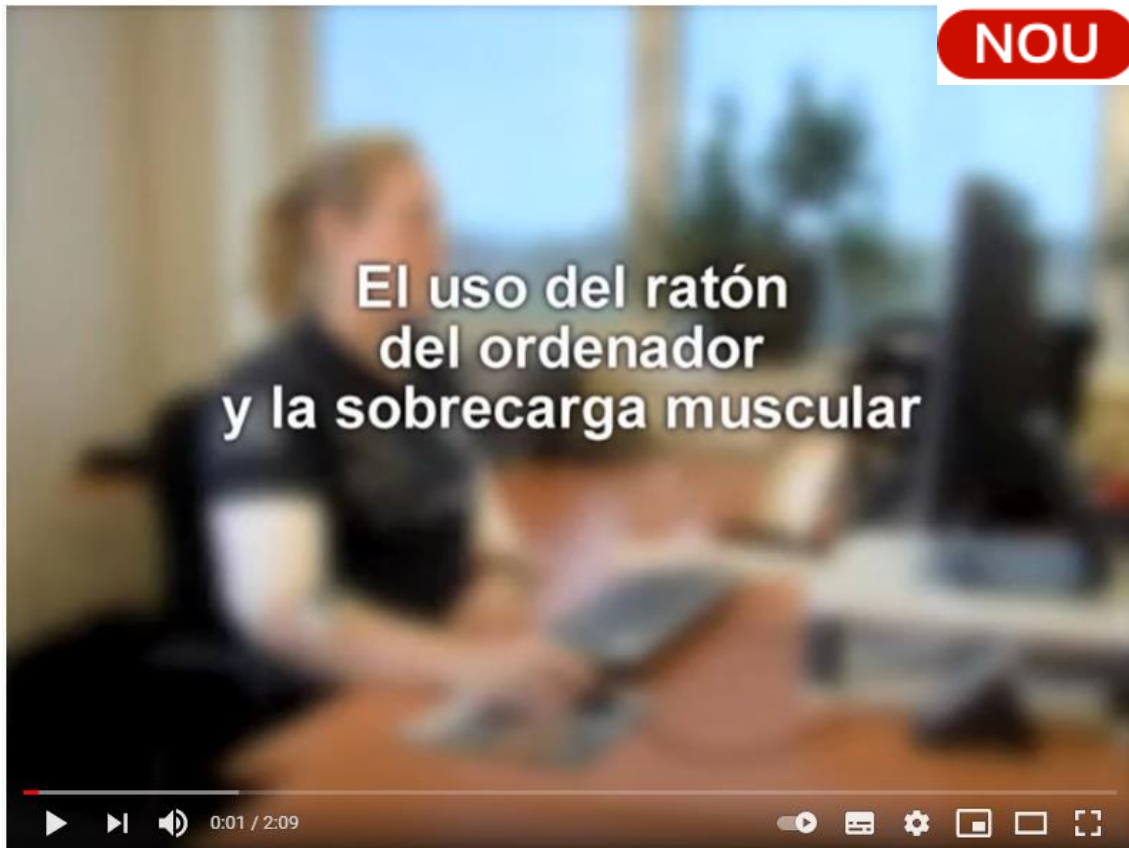 NOU
El uso del ratón
del ordenador
y la sobrecarga muscular
0:01 / 2:09